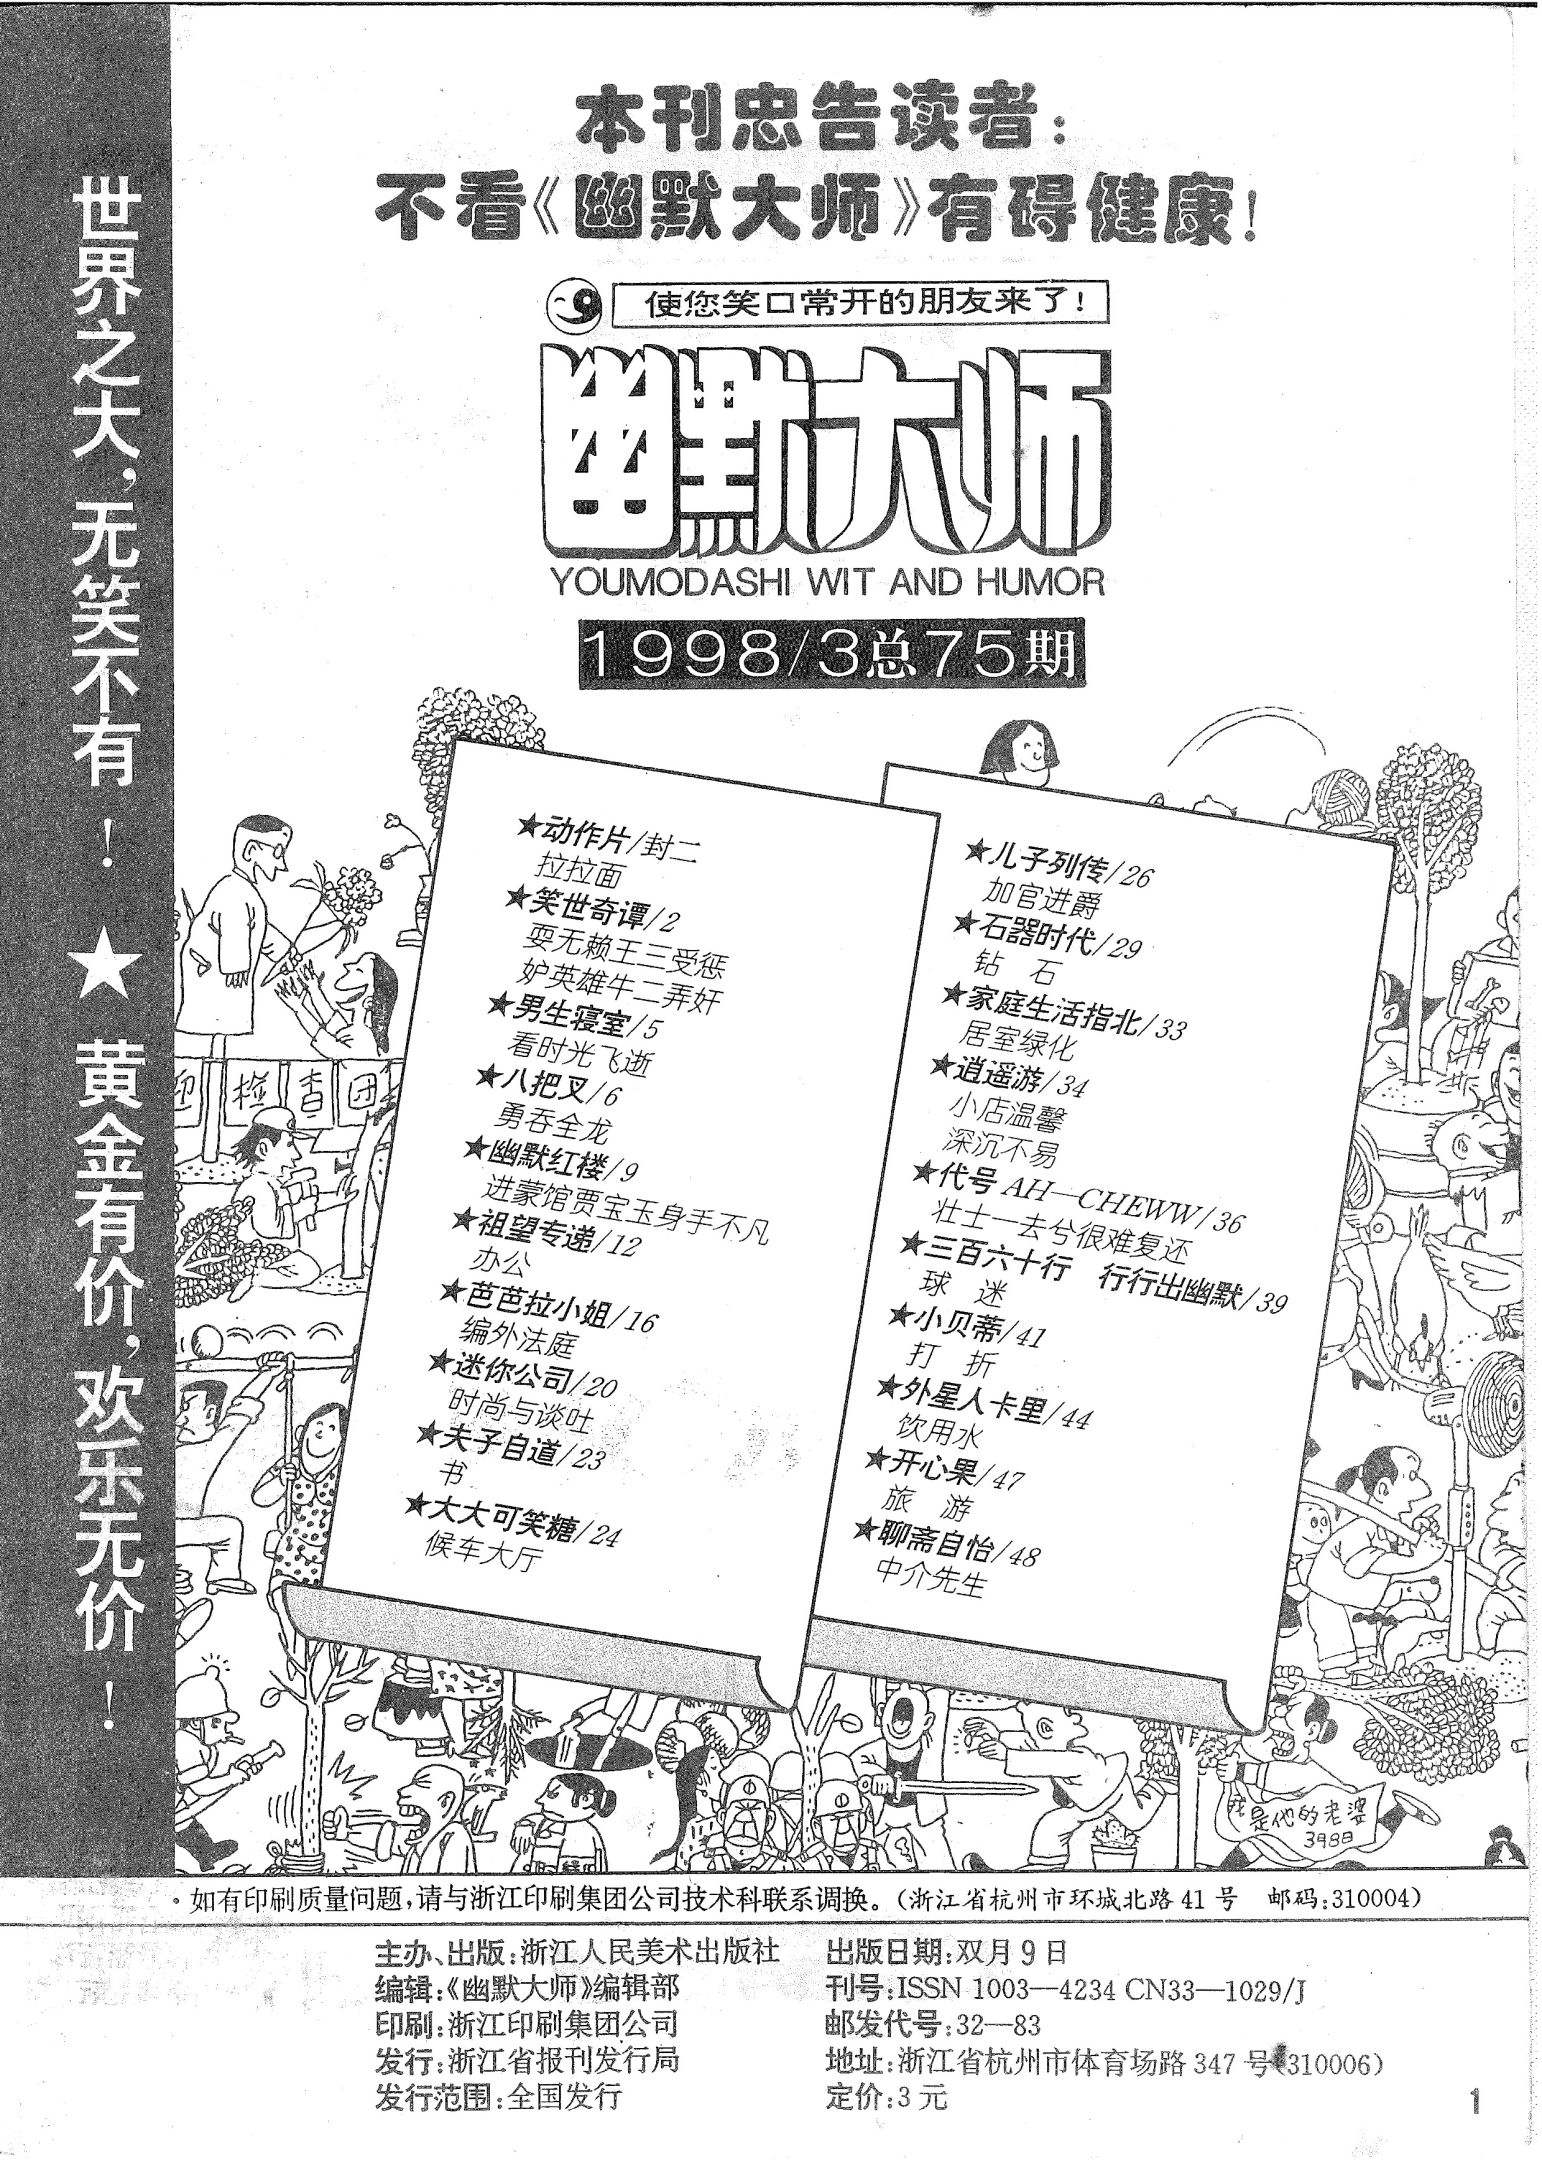 世界之大,无笑不有!★黄金有价,欢乐无价!
本刊忠告读者:
不看《幽默大师》有碍健康!
使您笑口常开的朋友来了!
幽默大师
YOUMODASHI WIT AND HUMOR
1998/3总75期
★动作片/封二
拉拉面
★笑世奇谭/2
耍无赖王三受惩
妒英雄牛二弄奸
★男生寝室/5
看时光飞逝
★八把叉/6
勇吞全龙
★幽默红楼/9
进蒙馆贾宝玉身手不凡
★祖望专递/12
办公
★芭芭拉小姐/16
编外法庭
★迷你公司/20
时尚与谈吐
★夫子自道/23
书
★大大可笑糖/24
候车大厅
★儿子列传/26
加官进爵
★石器时代/29
钻 石
★家庭生活指北/33
居室绿化
★逍遥游/34
小店温馨
深沉不易
★代号 AH—CHEWW/36
壮士一去兮很难复还
★三百六十行 行行出幽默/39
球 迷
★小贝蒂/41
打 折
★外星人卡里/44
饮用水
★开心果/47
旅 游
★聊斋自怡/48
中介先生
迎检查团
我是他的老婆
398日
·如有印刷质量问题,请与浙江印刷集团公司技术科联系调换。(浙江省杭州市环城北路41号 邮码:310004)
主办、出版:浙江人民美术出版社
编辑:《幽默大师》编辑部
印刷:浙江印刷集团公司
发行:浙江省报刊发行局
发行范围:全国发行
出版日期:双月9日
刊号:ISSN 1003—4234 CN33—1029/J
邮发代号:32—83
地址:浙江省杭州市体育场路347号(310006)
定价:3元
1